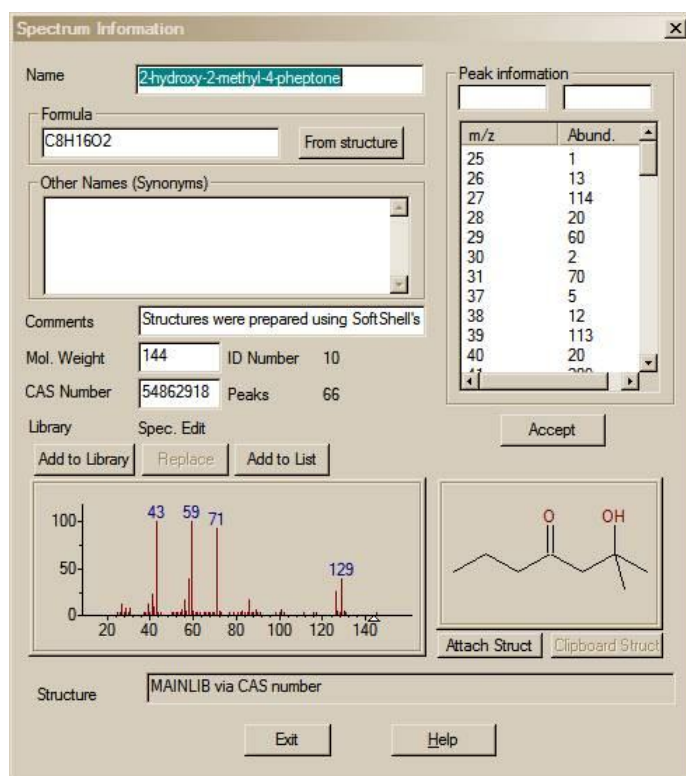 Spectrum Information
Name
2-hydroxy-2-methyl-4-pheptone
Formula
C8H16O2
From structure
Other Names (Synonyms)
Comments
Structures were prepared using SoftShell's
Mol. Weight
144
ID Number 10
CAS Number
54862918
Peaks 66
Library Spec. Edit
Add to Library
Replace
Add to List
Peak information
m/z Abund.
25 1
26 13
27 114
28 20
29 60
30 2
31 70
37 5
38 12
39 113
40 20
Accept
100
50
0
43 59 71
129
20 40 60 80 100 120 140
O OH
Attach Struct
Clipboard Struct
Structure
MAINLIB via CAS number
Exit
Help